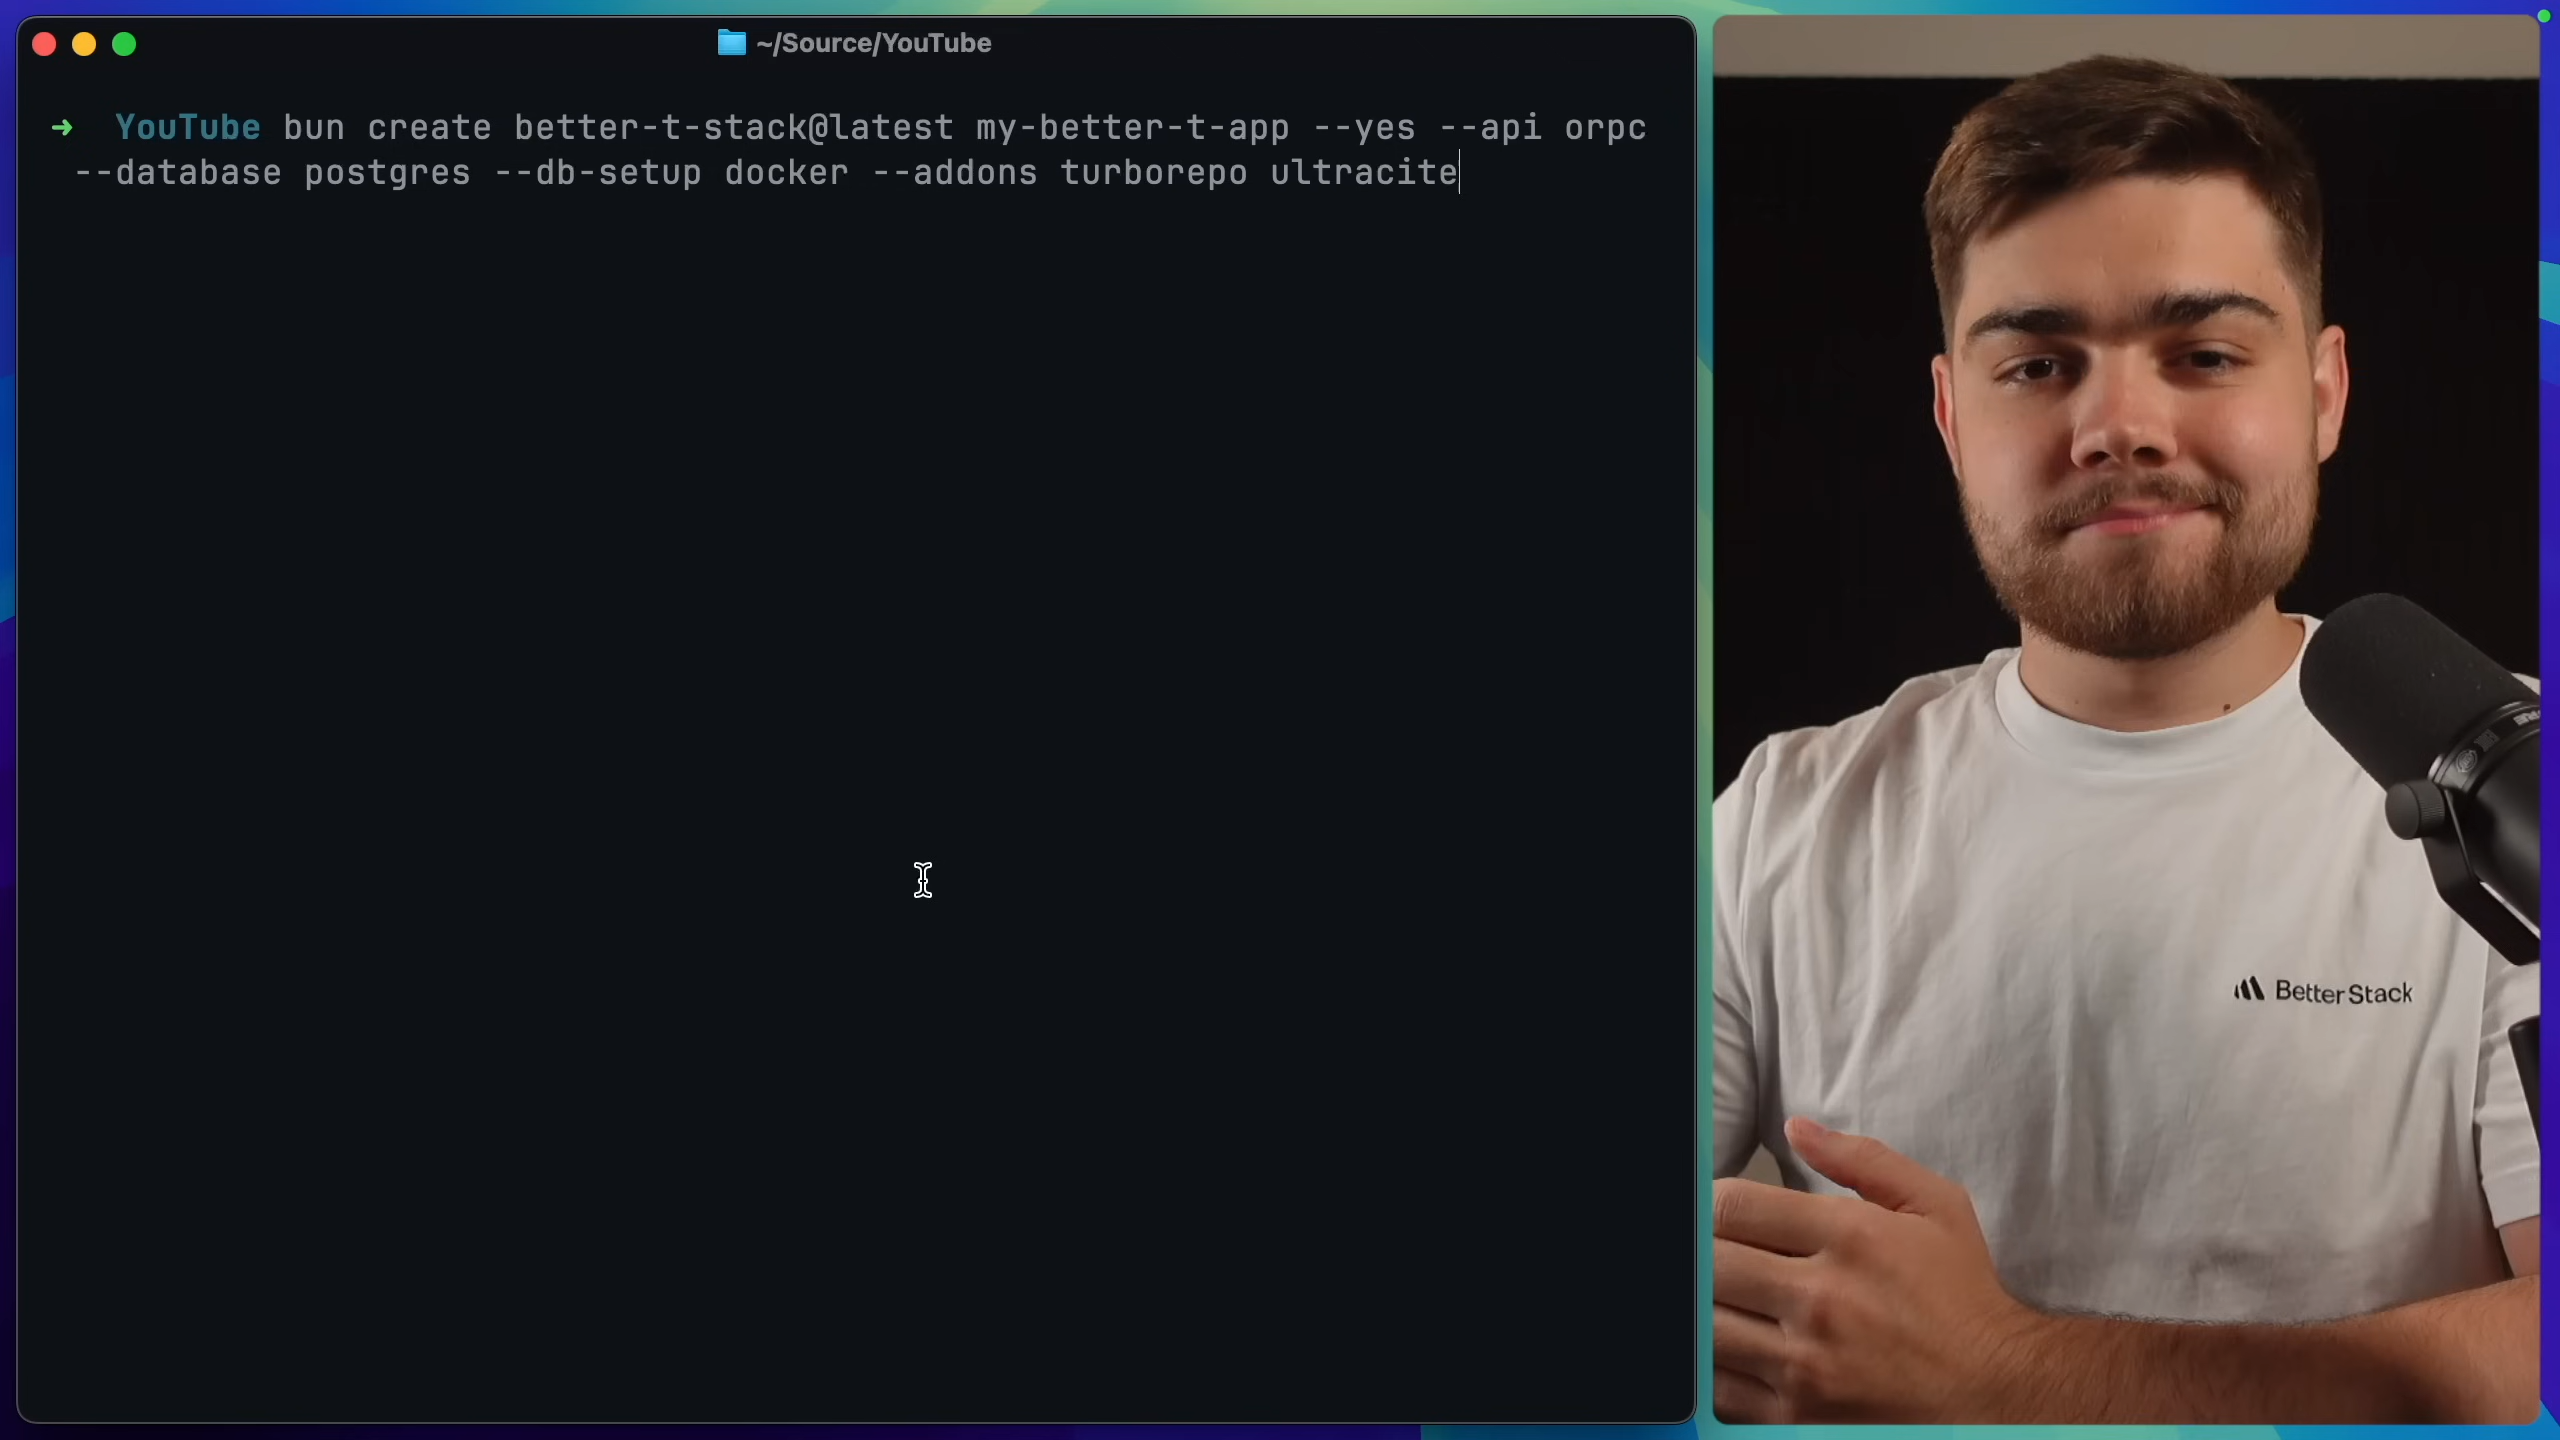 ~/Source/YouTube
➜ YouTube bun create better-t-stack@latest my-better-t-app --yes --api orpc
--database postgres --db-setup docker --addons turborepo ultracite
Better Stack